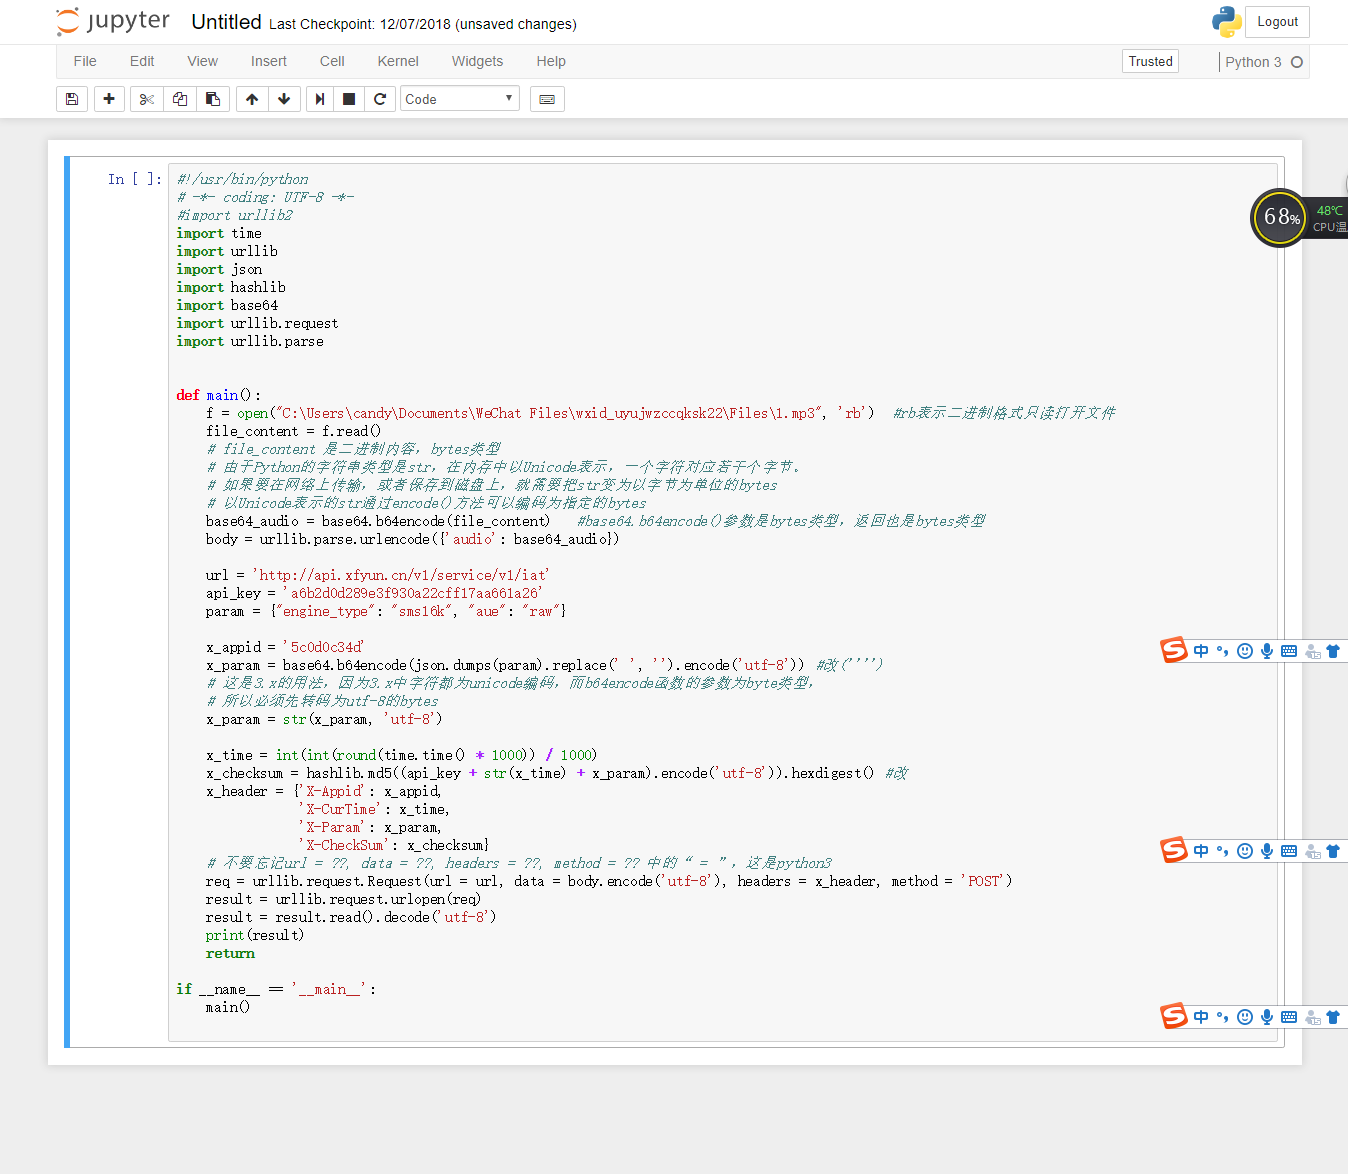 jupyter Untitled Last Checkpoint: 12/07/2018 (unsaved changes) Logout
File Edit View Insert Cell Kernel Widgets Help Trusted Python 3
Code
In [ ]:
#!/usr/bin/python
# -*- coding: UTF-8 -*-
#import urllib2
import time
import urllib
import json
import hashlib
import base64
import urllib.request
import urllib.parse
def main():
    f = open("C:\Users\candy\Documents\WeChat Files\wxid_uyujwzccqksk22\Files\1.mp3", 'rb')  #rb表示二进制格式只读打开文件
    file_content = f.read()
    # file_content 是二进制内容，bytes类型
    # 由于Python的字符串类型是str，在内存中以Unicode表示，一个字符对应若干个字节。
    # 如果要在网络上传输，或者保存到磁盘上，就需要把str变为以字节为单位的bytes
    # 以Unicode表示的str通过encode()方法可以编码为指定的bytes
    base64_audio = base64.b64encode(file_content)   #base64.b64encode()参数是bytes类型，返回也是bytes类型
    body = urllib.parse.urlencode({'audio': base64_audio})
    url = 'http://api.xfyun.cn/v1/service/v1/iat'
    api_key = 'a6b2d0d289e3f930a22cff17aa661a26'
    param = {"engine_type": "sms16k", "aue": "raw"}
    x_appid = '5c0d0c34d'
    x_param = base64.b64encode(json.dumps(param).replace(' ', '').encode('utf-8')) #改('''')
    # 这是3.x的用法，因为3.x中字符都为unicode编码，而b64encode函数的参数为byte类型，
    # 所以必须先转码为utf-8的bytes
    x_param = str(x_param, 'utf-8')
    x_time = int(int(round(time.time() * 1000)) / 1000)
    x_checksum = hashlib.md5((api_key + str(x_time) + x_param).encode('utf-8')).hexdigest() #改
    x_header = {'X-Appid': x_appid,
                'X-CurTime': x_time,
                'X-Param': x_param,
                'X-CheckSum': x_checksum}
    # 不要忘记url = ??, data = ??, headers = ??, method = ?? 中的“ = ”，这是python3
    req = urllib.request.Request(url = url, data = body.encode('utf-8'), headers = x_header, method = 'POST')
    result = urllib.request.urlopen(req)
    result = result.read().decode('utf-8')
    print(result)
    return
if __name__ == '__main__':
    main()
68%
48℃
CPU温
中
中
中